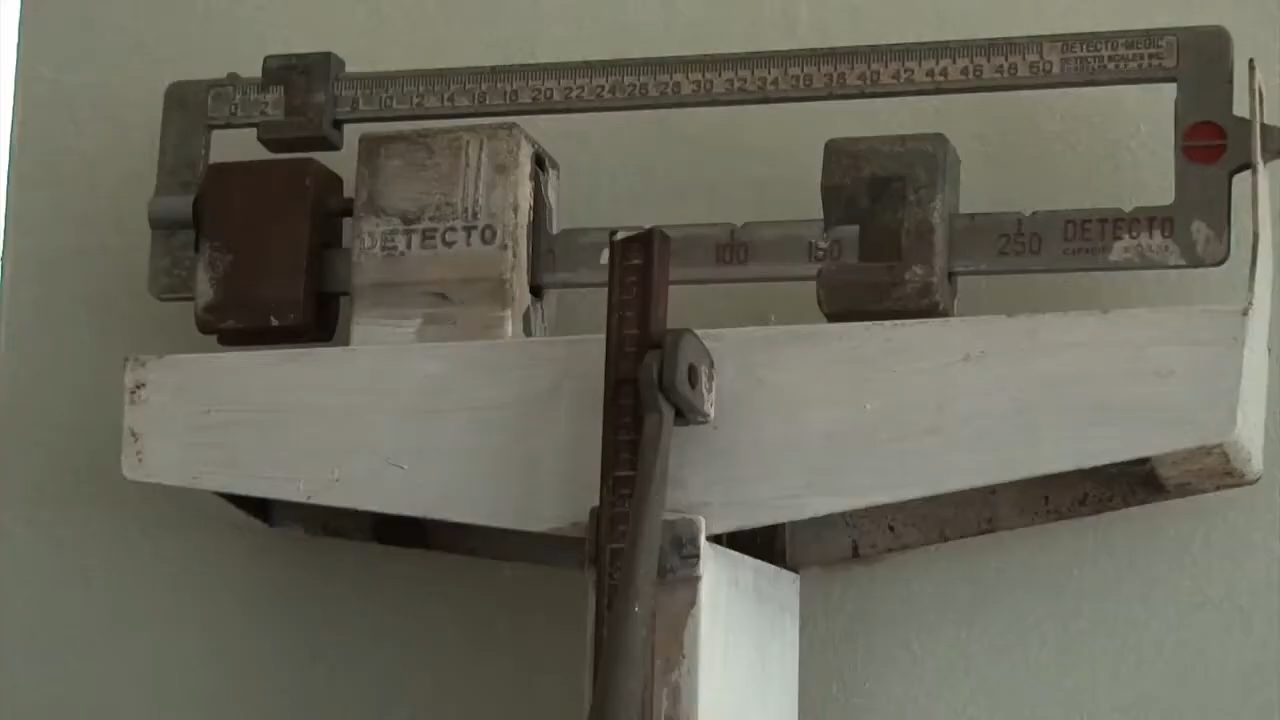 DETECTO-MEDIC
DETECTO SCALES INC.
0 2 8 10 12 14 16 18 20 22 24 26 28 30 32 34 36 38 40 42 44 46 48 50
DETECTO
100 150 250 DETECTO